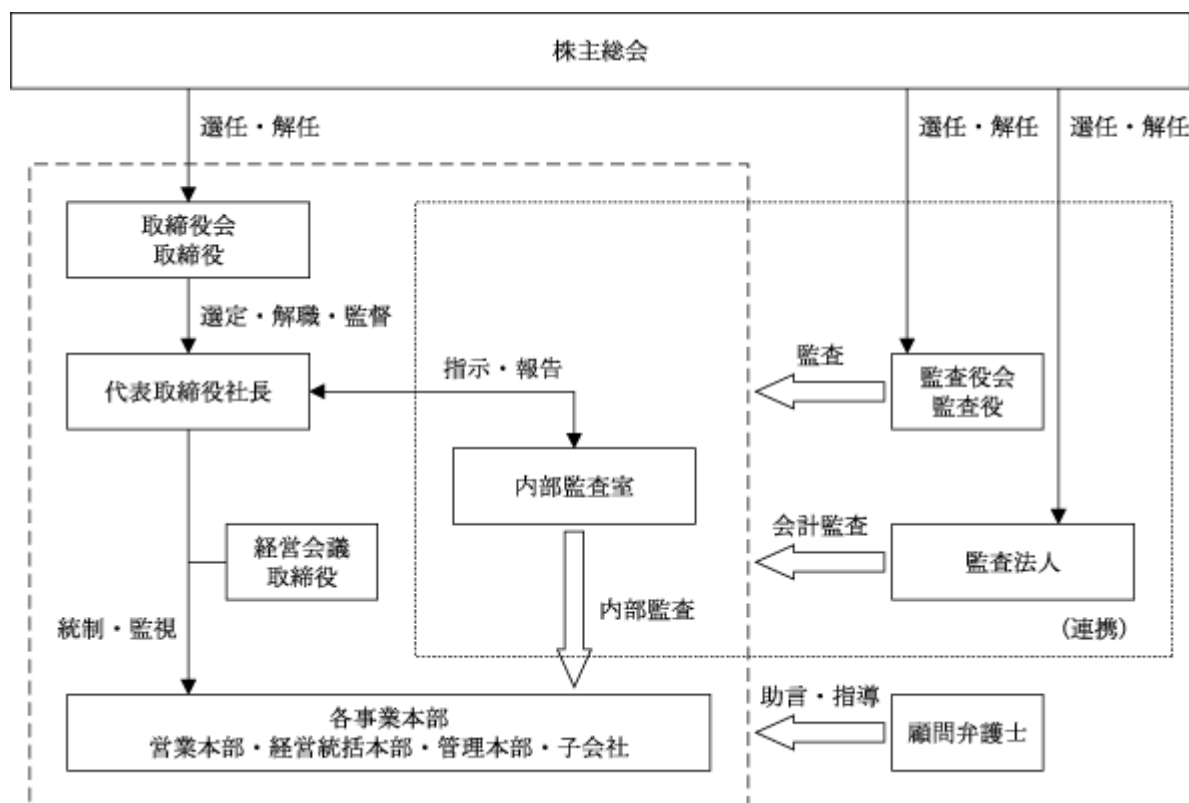 株主総会
選任・解任
選任・解任
選任・解任
取締役会
取締役
選定・解職・監督
代表取締役社長
指示・報告
監査
監査役会
監査役
内部監査室
経営会議
取締役
会計監査
監査法人
内部監査
統制・監視
(連携)
各事業本部
営業本部・経営統括本部・管理本部・子会社
助言・指導
顧問弁護士